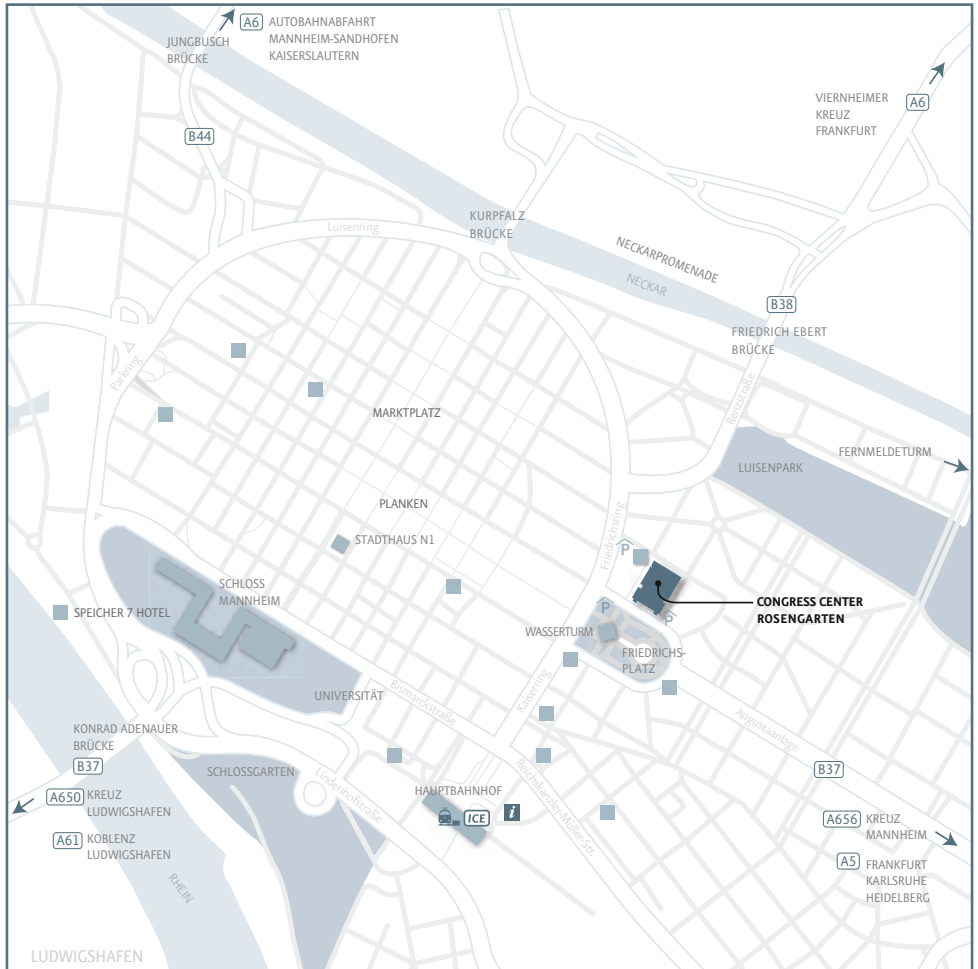 A6 AUTOBAHNABFAHRT
MANNHEIM-SANDHOFEN
KAISERSLAUTERN
JUNGBUSCH
BRÜCKE
B44
VIERNHEIMER
KREUZ
FRANKFURT
A6
Luisenring
KURPFALZ
BRÜCKE
NECKARPROMENADE
NECKAR
B38
FRIEDRICH EBERT
BRÜCKE
Parkring
Renzstraße
MARKTPLATZ
FERNMELDETURM
LUISENPARK
PLANKEN
Friedrichsring
STADTHAUS N1
P
SCHLOSS
MANNHEIM
SPEICHER 7 HOTEL
CONGRESS CENTER
ROSENGARTEN
P
P
WASSERTURM
FRIEDRICHS-
PLATZ
UNIVERSITÄT
Bismarckstraße
Kaiserring
Augustaanlage
KONRAD ADENAUER
BRÜCKE
B37
SCHLOSSGARTEN
Lindenhofstraße
Reichskanzler-Müller-Str.
B37
HAUPTBAHNHOF
ICE
i
A650 KREUZ
LUDWIGSHAFEN
A61 KOBLENZ
LUDWIGSHAFEN
A656 KREUZ
MANNHEIM
A5 FRANKFURT
KARLSRUHE
HEIDELBERG
RHEIN
LUDWIGSHAFEN